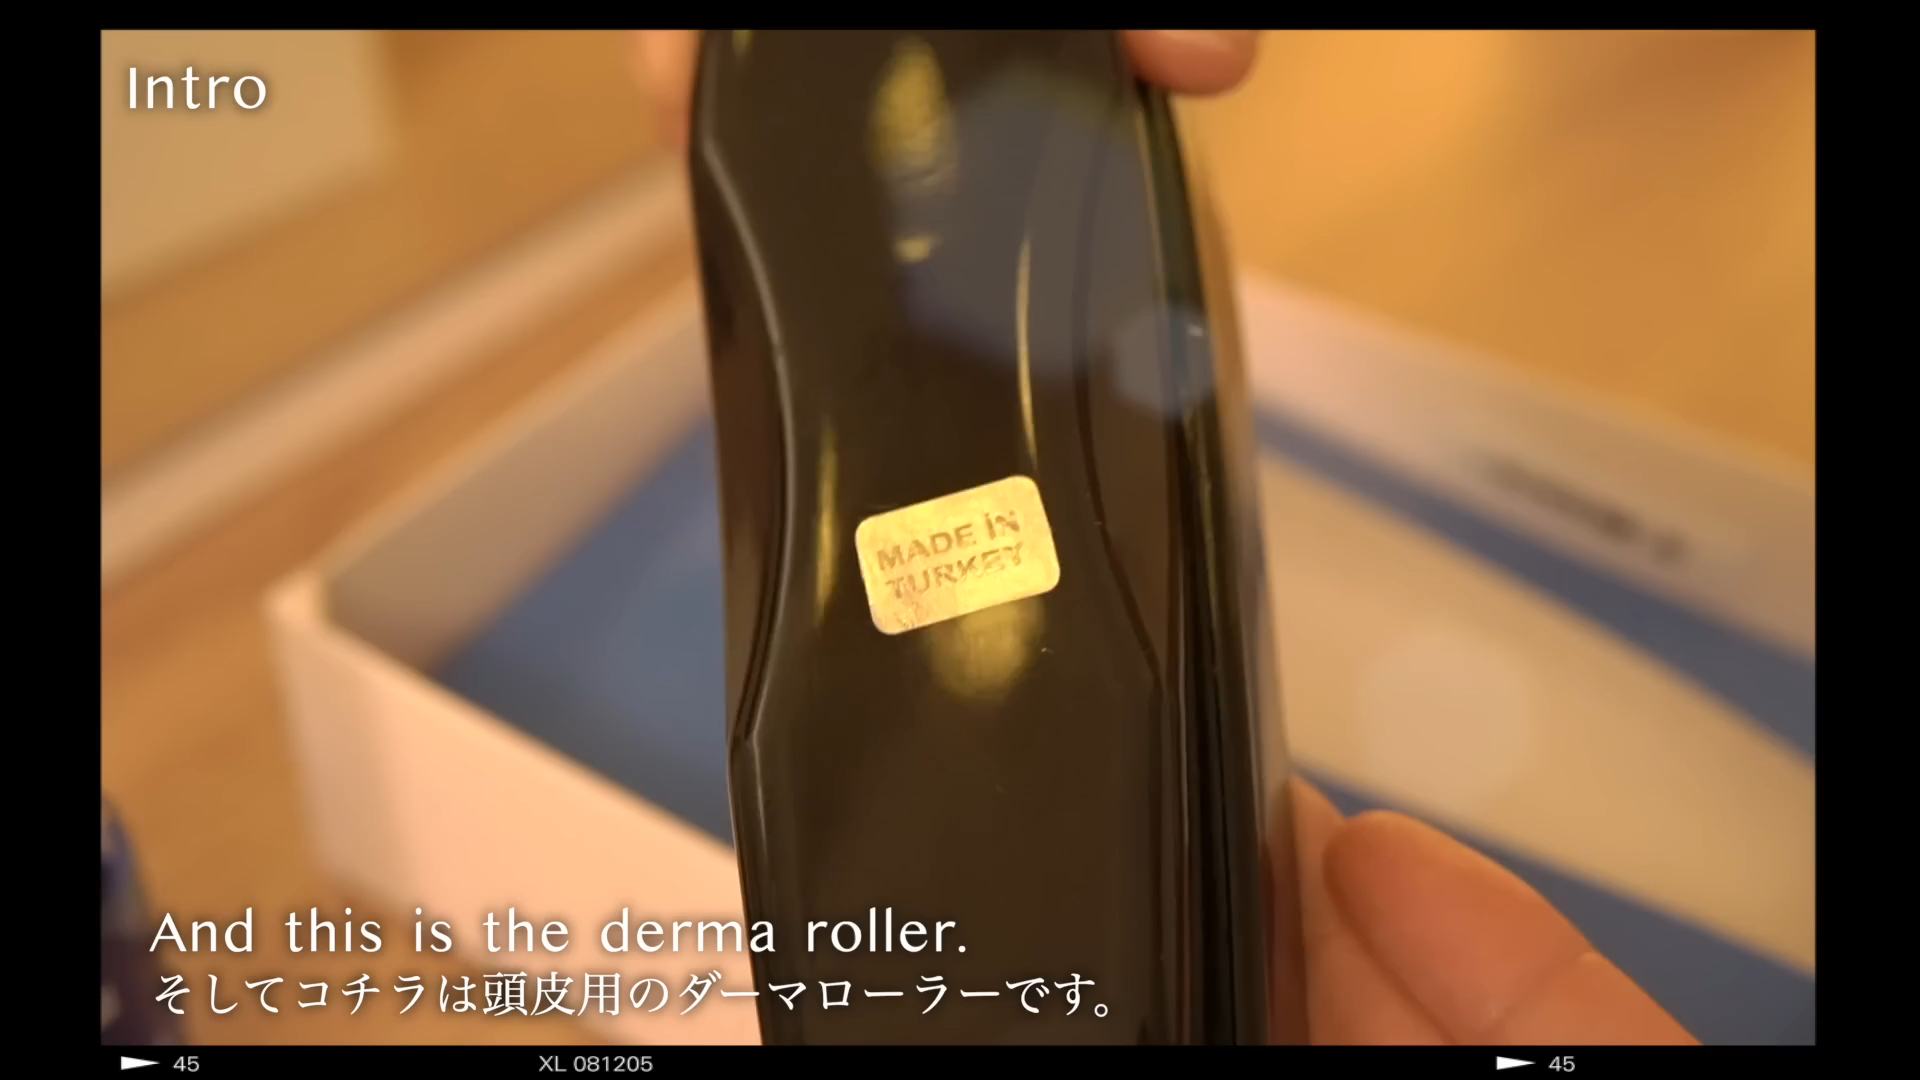 Intro
MADE İN
TURKEY
And this is the derma roller.
そしてコチラは頭皮用のダーマローラーです。
45
XL 081205
45